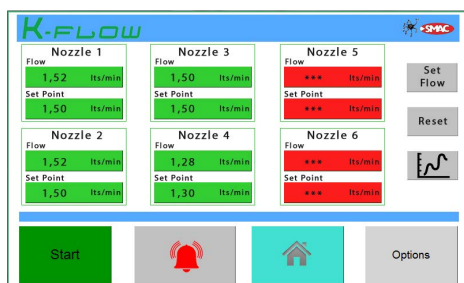 K-FLOW
SMAC
Nozzle 1
Flow
1,52 lts/min
Set Point
1,50 lts/min
Nozzle 3
Flow
1,50 lts/min
Set Point
1,50 lts/min
Nozzle 5
Flow
*** lts/min
Set Point
*** lts/min
Nozzle 2
Flow
1,52 lts/min
Set Point
1,50 lts/min
Nozzle 4
Flow
1,28 lts/min
Set Point
1,30 lts/min
Nozzle 6
Flow
*** lts/min
Set Point
*** lts/min
Set
Flow
Reset
Start
Options